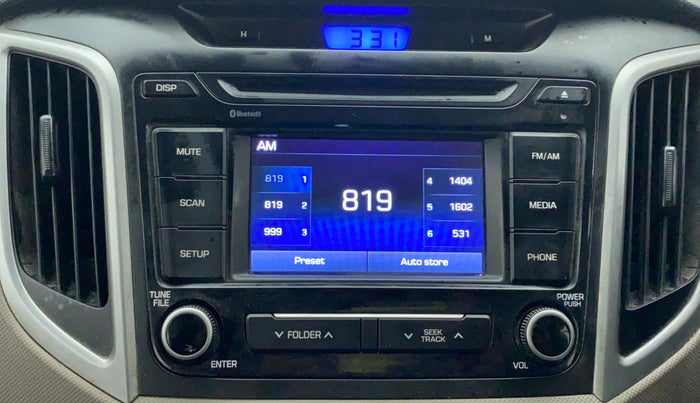 H
3:31
M
DISP
Bluetooth
MUTE
SCAN
SETUP
AM
819 1
819 2
999 3
819
4 1404
5 1602
6 531
Preset
Auto store
FM/AM
MEDIA
PHONE
TUNE
FILE
ENTER
FOLDER
SEEK
TRACK
POWER
PUSH
VOL